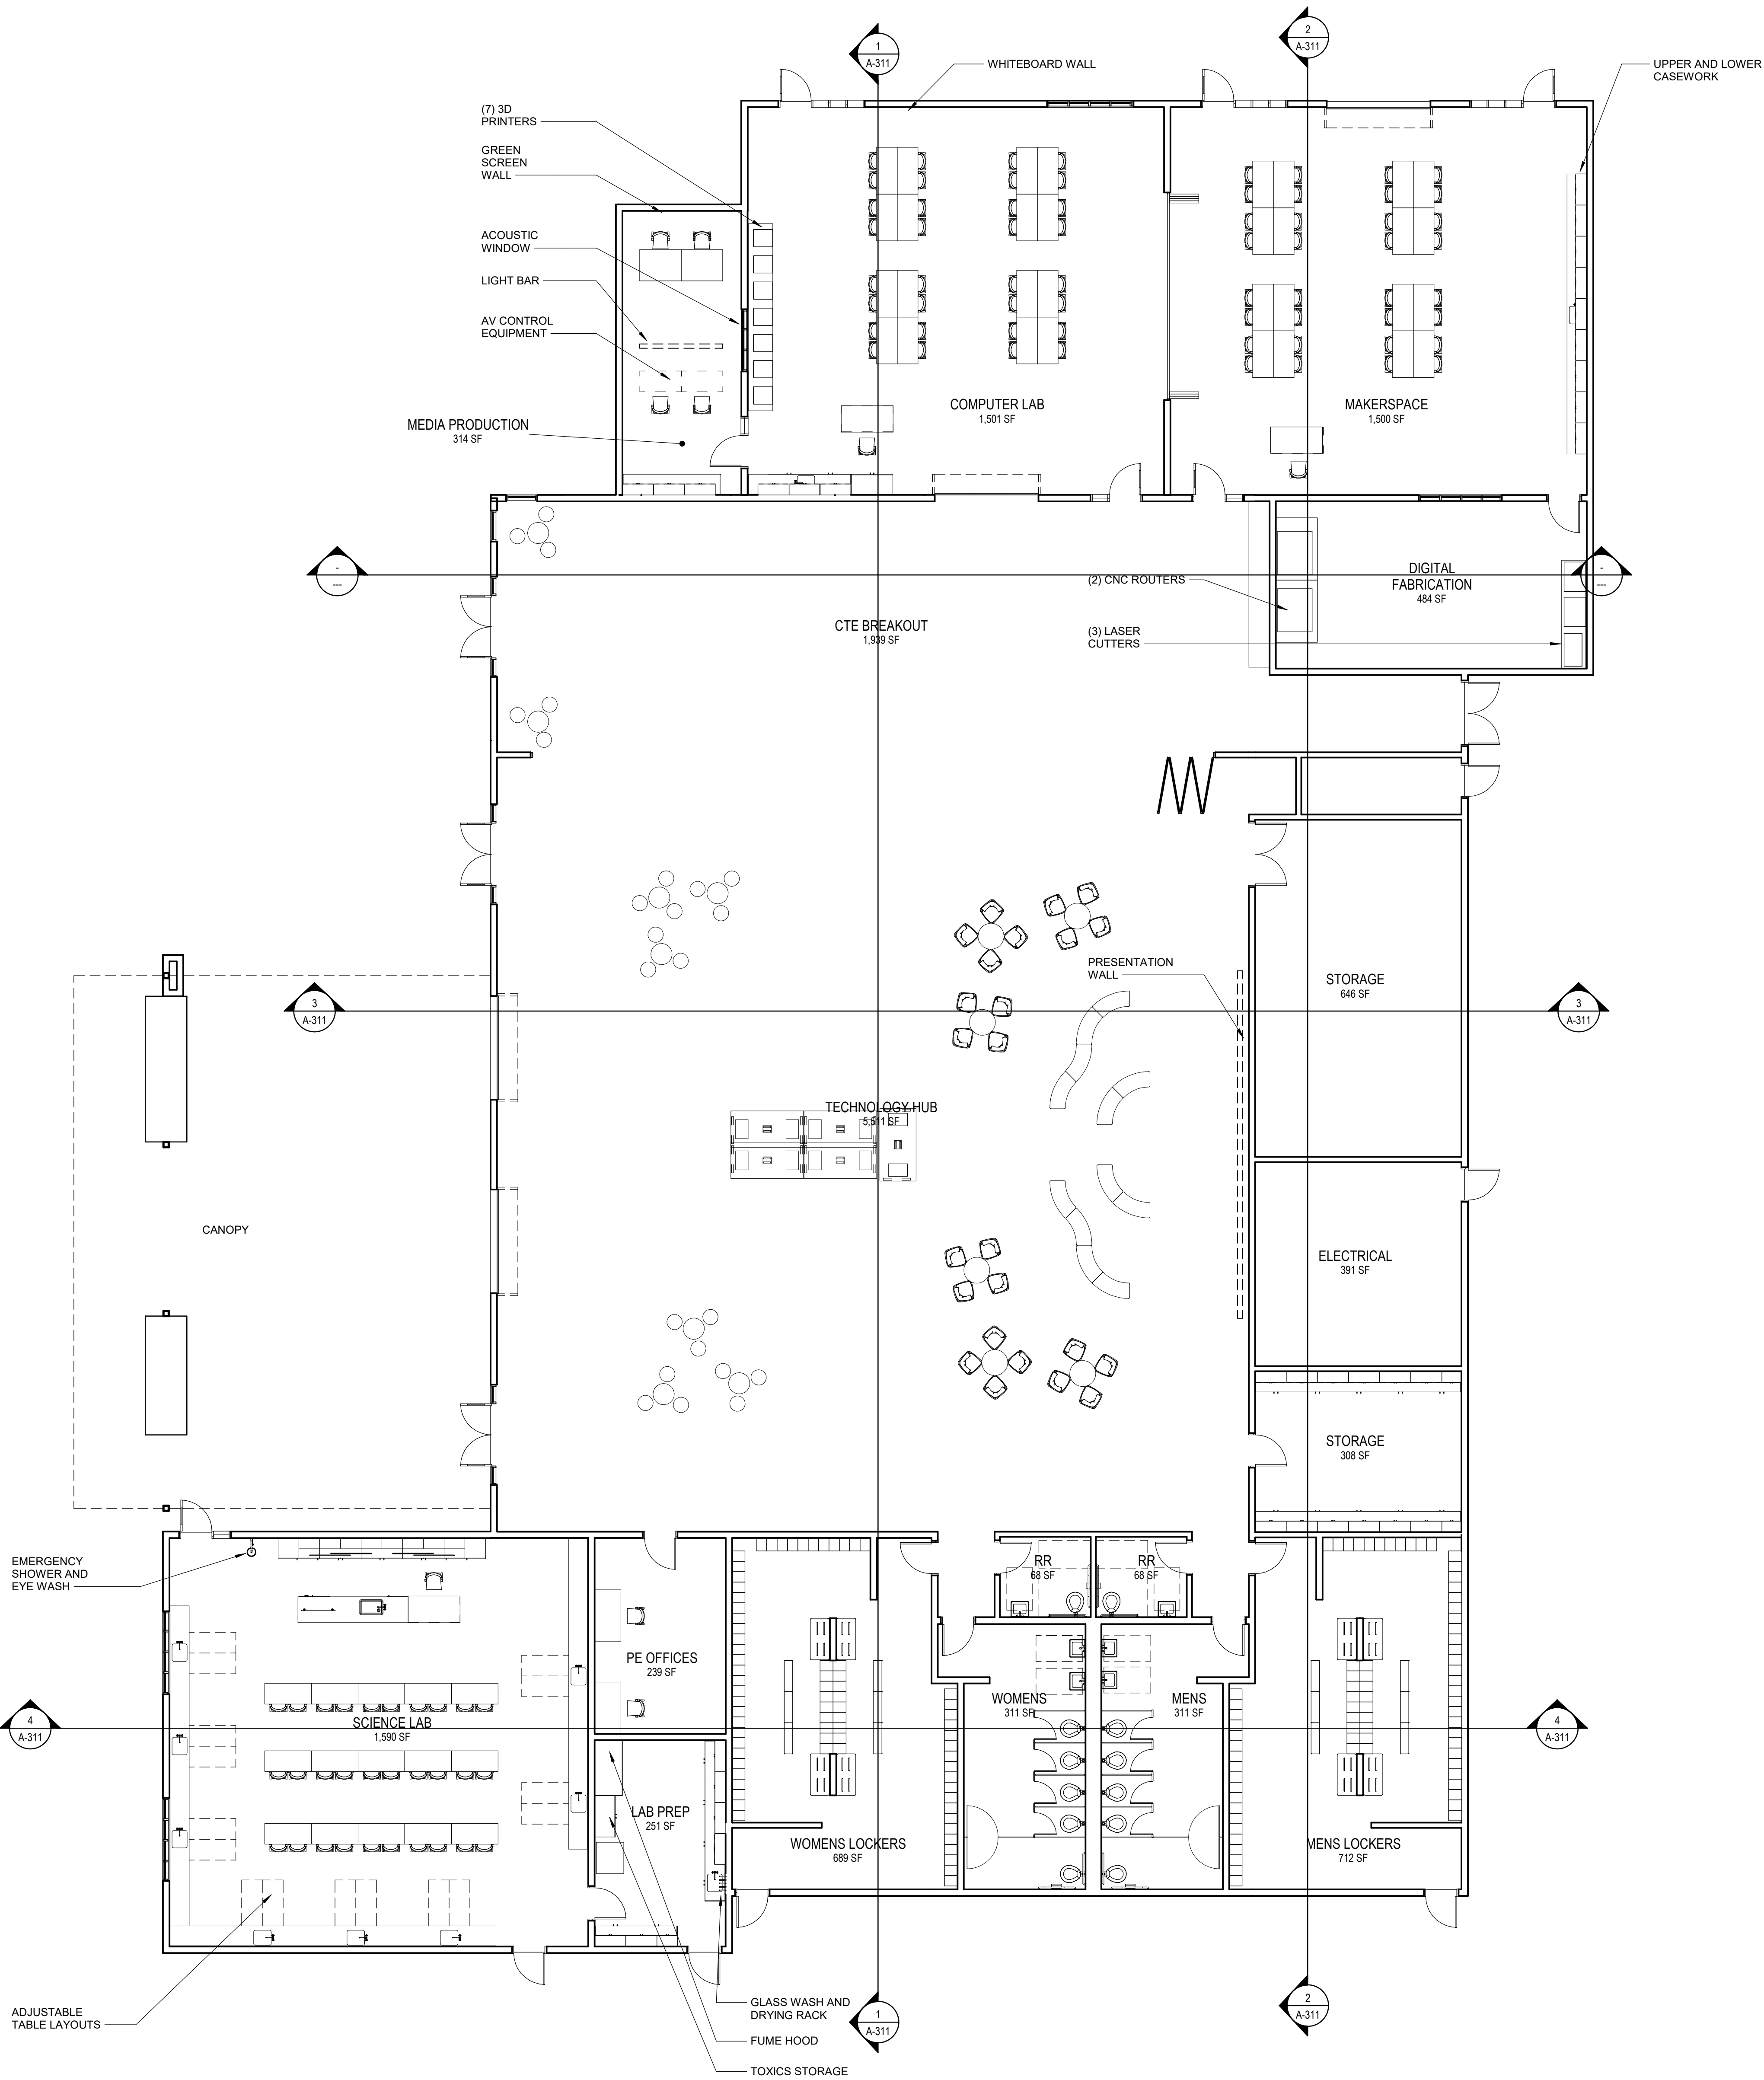 1
A-311
2
A-311
WHITEBOARD WALL
UPPER AND LOWER
CASEWORK
(7) 3D
PRINTERS
GREEN
SCREEN
WALL
ACOUSTIC
WINDOW
LIGHT BAR
AV CONTROL
EQUIPMENT
MEDIA PRODUCTION
314 SF
COMPUTER LAB
1,501 SF
MAKERSPACE
1,500 SF
-
---
-
---
(2) CNC ROUTERS
DIGITAL
FABRICATION
484 SF
CTE BREAKOUT
1,939 SF
(3) LASER
CUTTERS
PRESENTATION
WALL
STORAGE
646 SF
3
A-311
3
A-311
TECHNOLOGY HUB
5,511 SF
CANOPY
ELECTRICAL
391 SF
STORAGE
308 SF
EMERGENCY
SHOWER AND
EYE WASH
RR
68 SF
RR
68 SF
PE OFFICES
239 SF
WOMENS
311 SF
MENS
311 SF
4
A-311
SCIENCE LAB
1,590 SF
4
A-311
LAB PREP
251 SF
WOMENS LOCKERS
689 SF
MENS LOCKERS
712 SF
ADJUSTABLE
TABLE LAYOUTS
GLASS WASH AND
DRYING RACK
FUME HOOD
TOXICS STORAGE
1
A-311
2
A-311